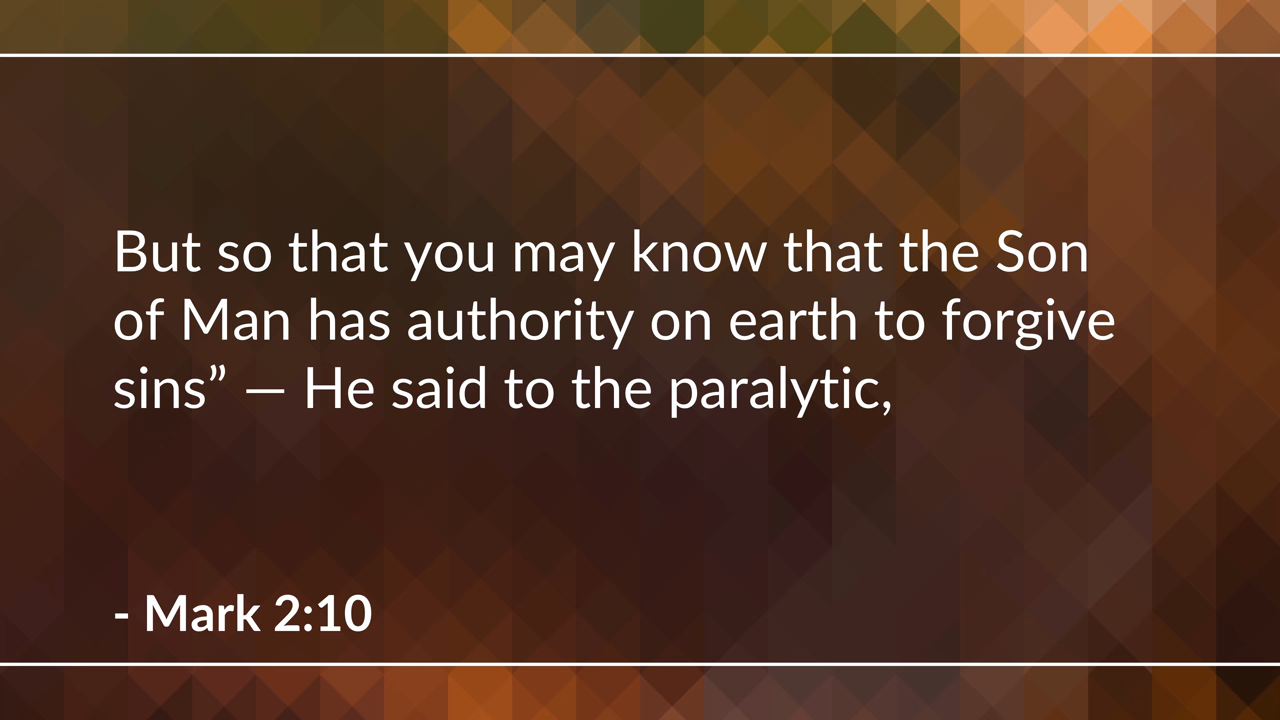 But so that you may know that the Son
of Man has authority on earth to forgive
sins” — He said to the paralytic,
- Mark 2:10